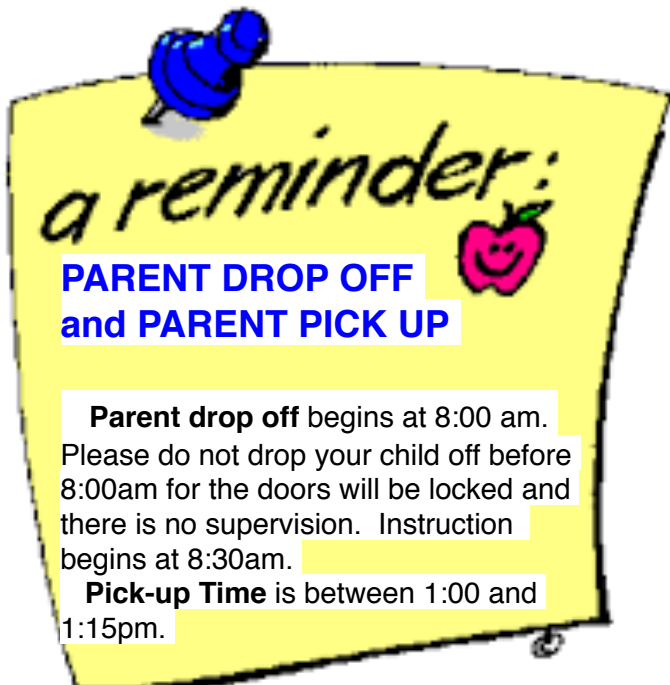 a reminder:
PARENT DROP OFF
and PARENT PICK UP
Parent drop off begins at 8:00 am.
Please do not drop your child off before
8:00am for the doors will be locked and
there is no supervision.  Instruction
begins at 8:30am.
Pick-up Time is between 1:00 and
1:15pm.